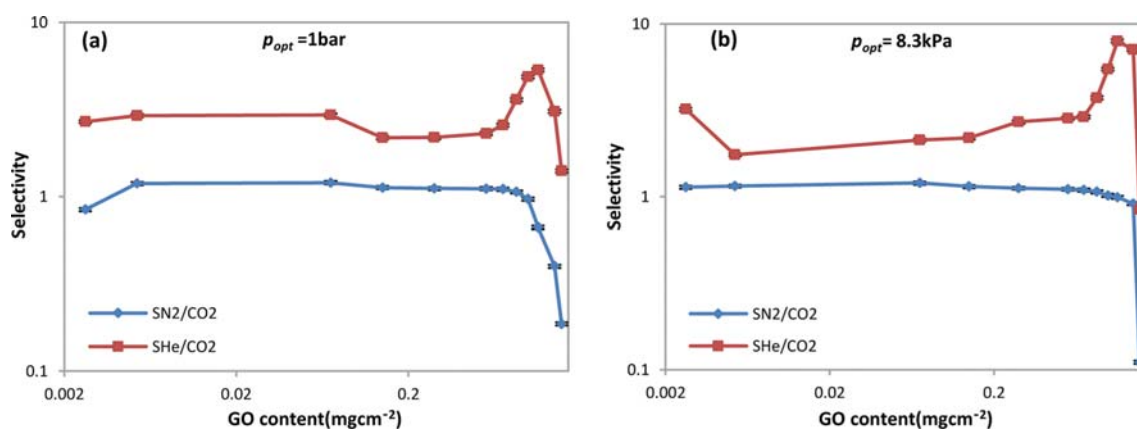 (a)
p_opt =1bar
10
1
0.1
Selectivity
SN2/CO2
SHe/CO2
0.002
0.02
0.2
GO content(mgcm⁻²)
(b)
p_opt= 8.3kPa
10
1
0.1
Selectivity
SN2/CO2
SHe/CO2
0.002
0.02
0.2
GO content(mgcm⁻²)